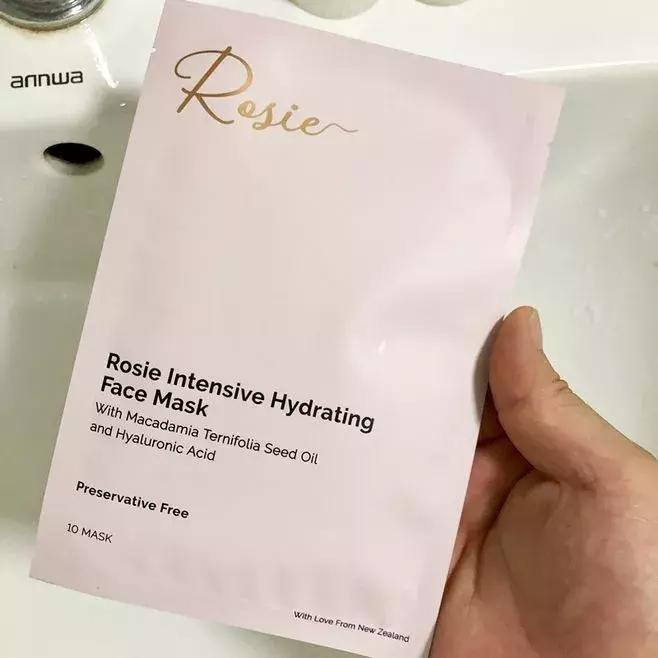 annwa
Rosie
Rosie Intensive Hydrating
Face Mask
With Macadamia Ternifolia Seed Oil
and Hyaluronic Acid
Preservative Free
10 MASK
With Love From New Zealand